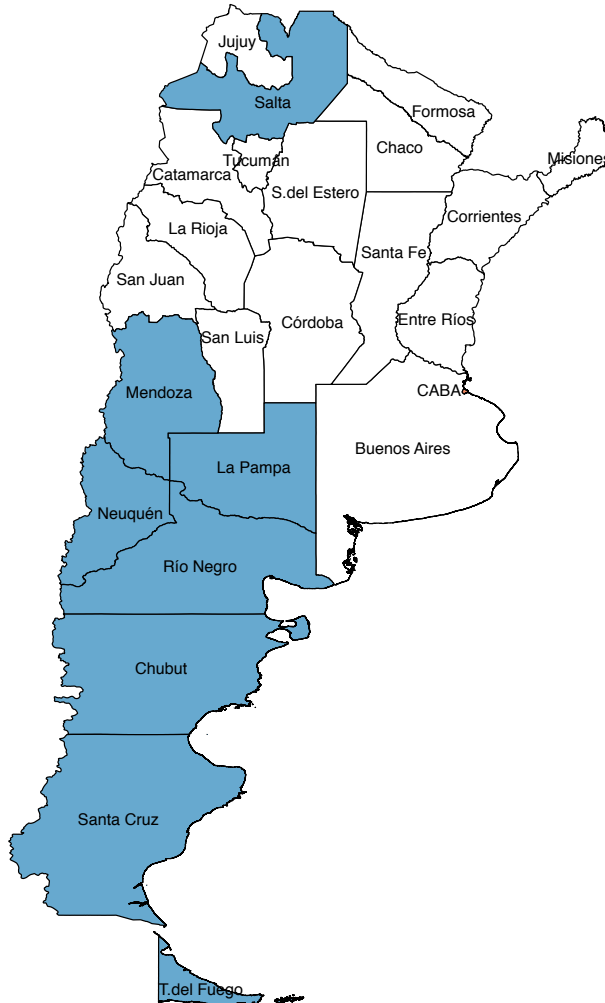 Jujuy
Salta
Formosa
Chaco
Misiones
Tucumán
Catamarca
S.del Estero
Corrientes
La Rioja
Santa Fe
San Juan
Córdoba
Entre Ríos
San Luis
Mendoza
CABA
Buenos Aires
La Pampa
Neuquén
Río Negro
Chubut
Santa Cruz
T.del Fuego